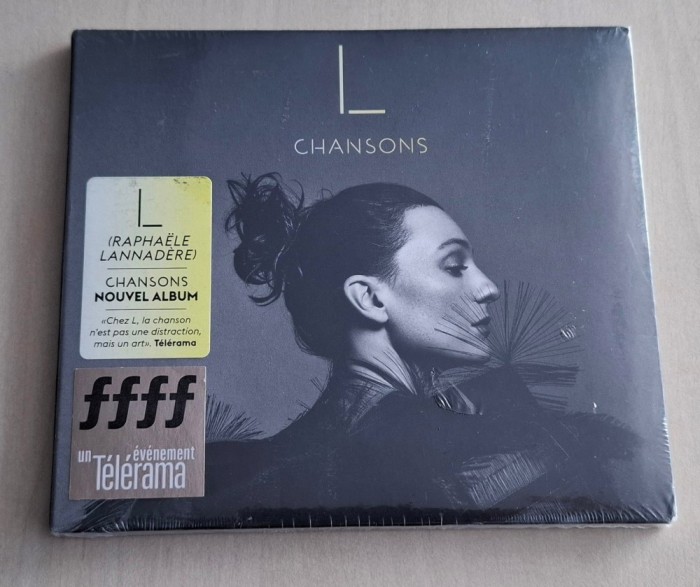 L
CHANSONS
L
(RAPHAËLE
LANNADÈRE)
CHANSONS
NOUVEL ALBUM
«Chez L, la chanson
n'est pas une distraction,
mais un art». Télérama
ffff
un événement
Télérama